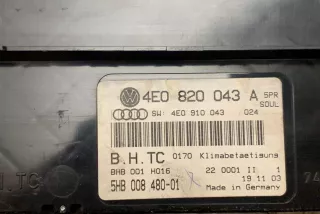 4E0 820 043 A SPR
SOUL
SW: 4E0 910 043 024
B.H.TC 0170 Klimabetaetigung
BHB 001 H016 22 0001 II 1
5HB 008 480-01 19 11 03
Made in Germany
H.TC